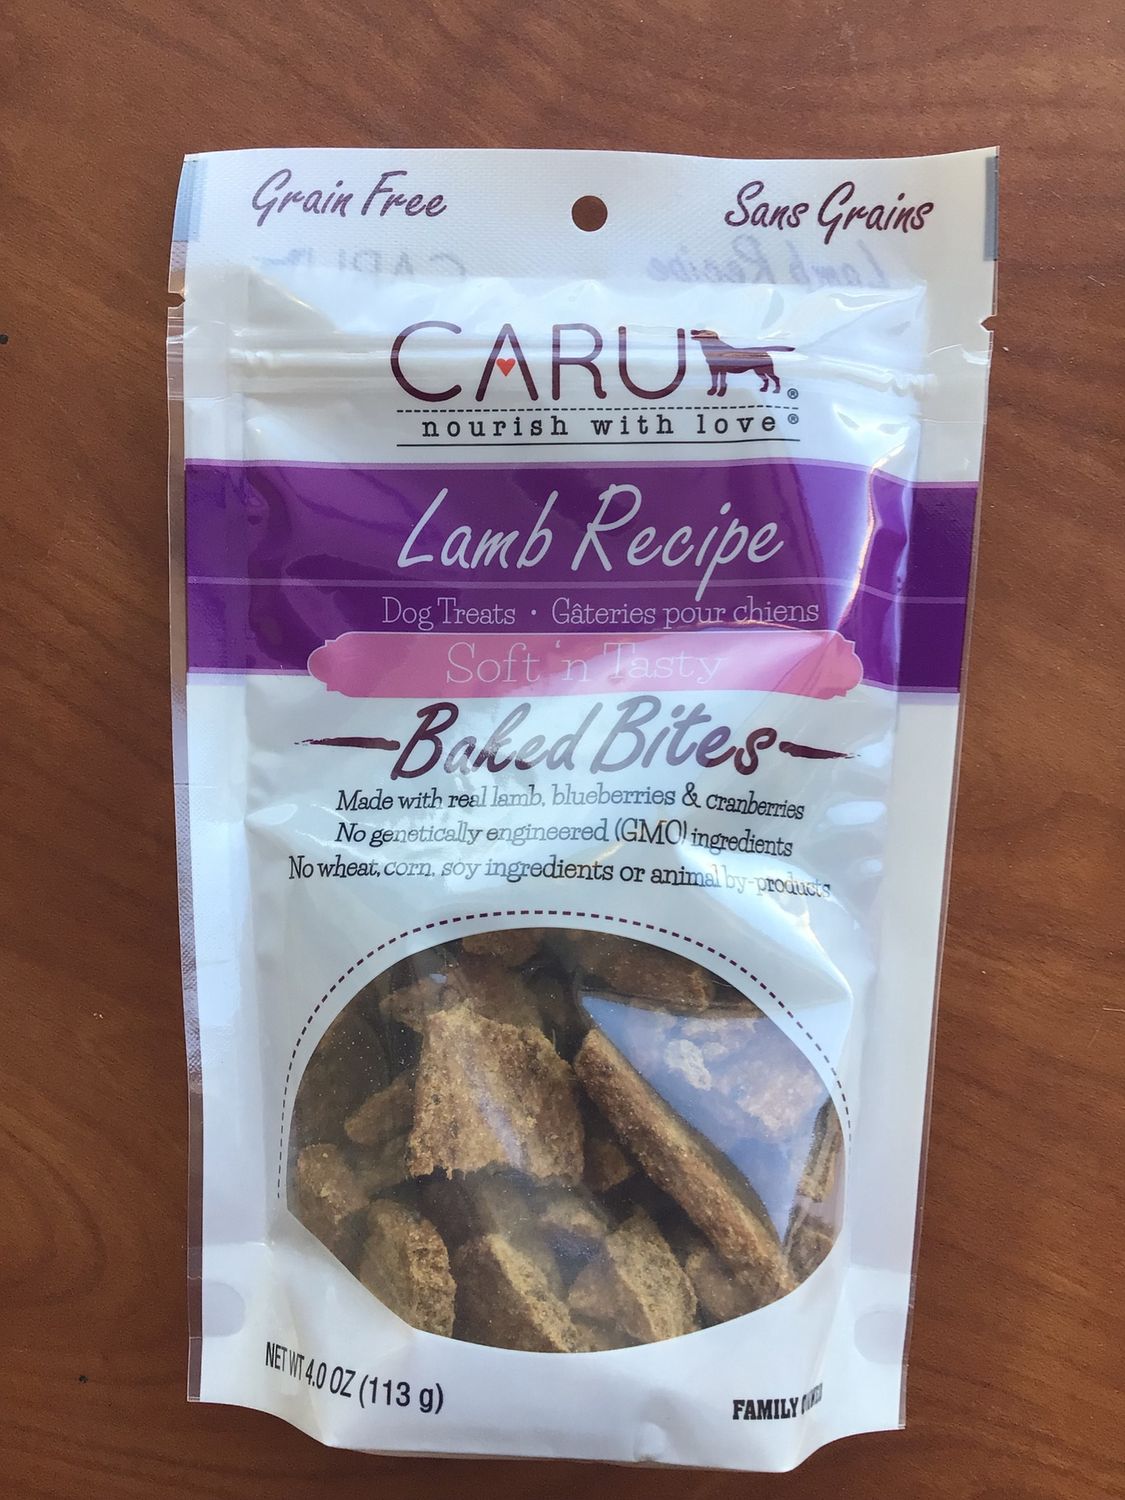 Grain Free
Sans Grains
CARU®
nourish with love®
Lamb Recipe
Dog Treats • Gâteries pour chiens
Soft 'n Tasty
Baked Bites
Made with real lamb, blueberries & cranberries
No genetically engineered (GMO) ingredients
No wheat, corn, soy ingredients or animal by-products
NET WT 4.0 OZ (113 g)
FAMILY OWNED